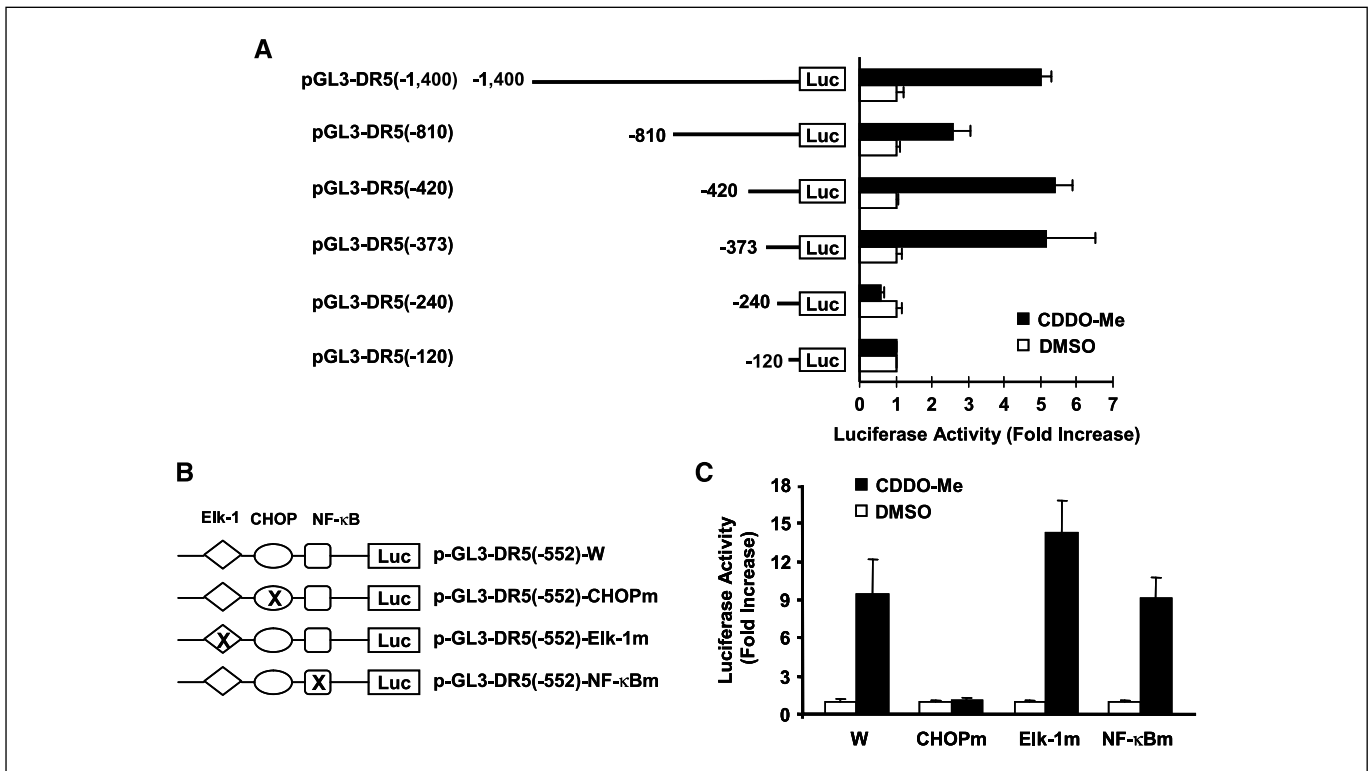 A
pGL3-DR5(-1,400) -1,400 Luc
pGL3-DR5(-810) -810 Luc
pGL3-DR5(-420) -420 Luc
pGL3-DR5(-373) -373 Luc
pGL3-DR5(-240) -240 Luc
pGL3-DR5(-120) -120 Luc
CDDO-Me
DMSO
0 1 2 3 4 5 6 7
Luciferase Activity (Fold Increase)
B
Elk-1 CHOP NF-κB
Luc p-GL3-DR5(-552)-W
X Luc p-GL3-DR5(-552)-CHOPm
X Luc p-GL3-DR5(-552)-Elk-1m
X Luc p-GL3-DR5(-552)-NF-κBm
C
CDDO-Me
DMSO
Luciferase Activity
(Fold Increase)
18
15
12
9
6
3
0
W CHOPm Elk-1m NF-κBm